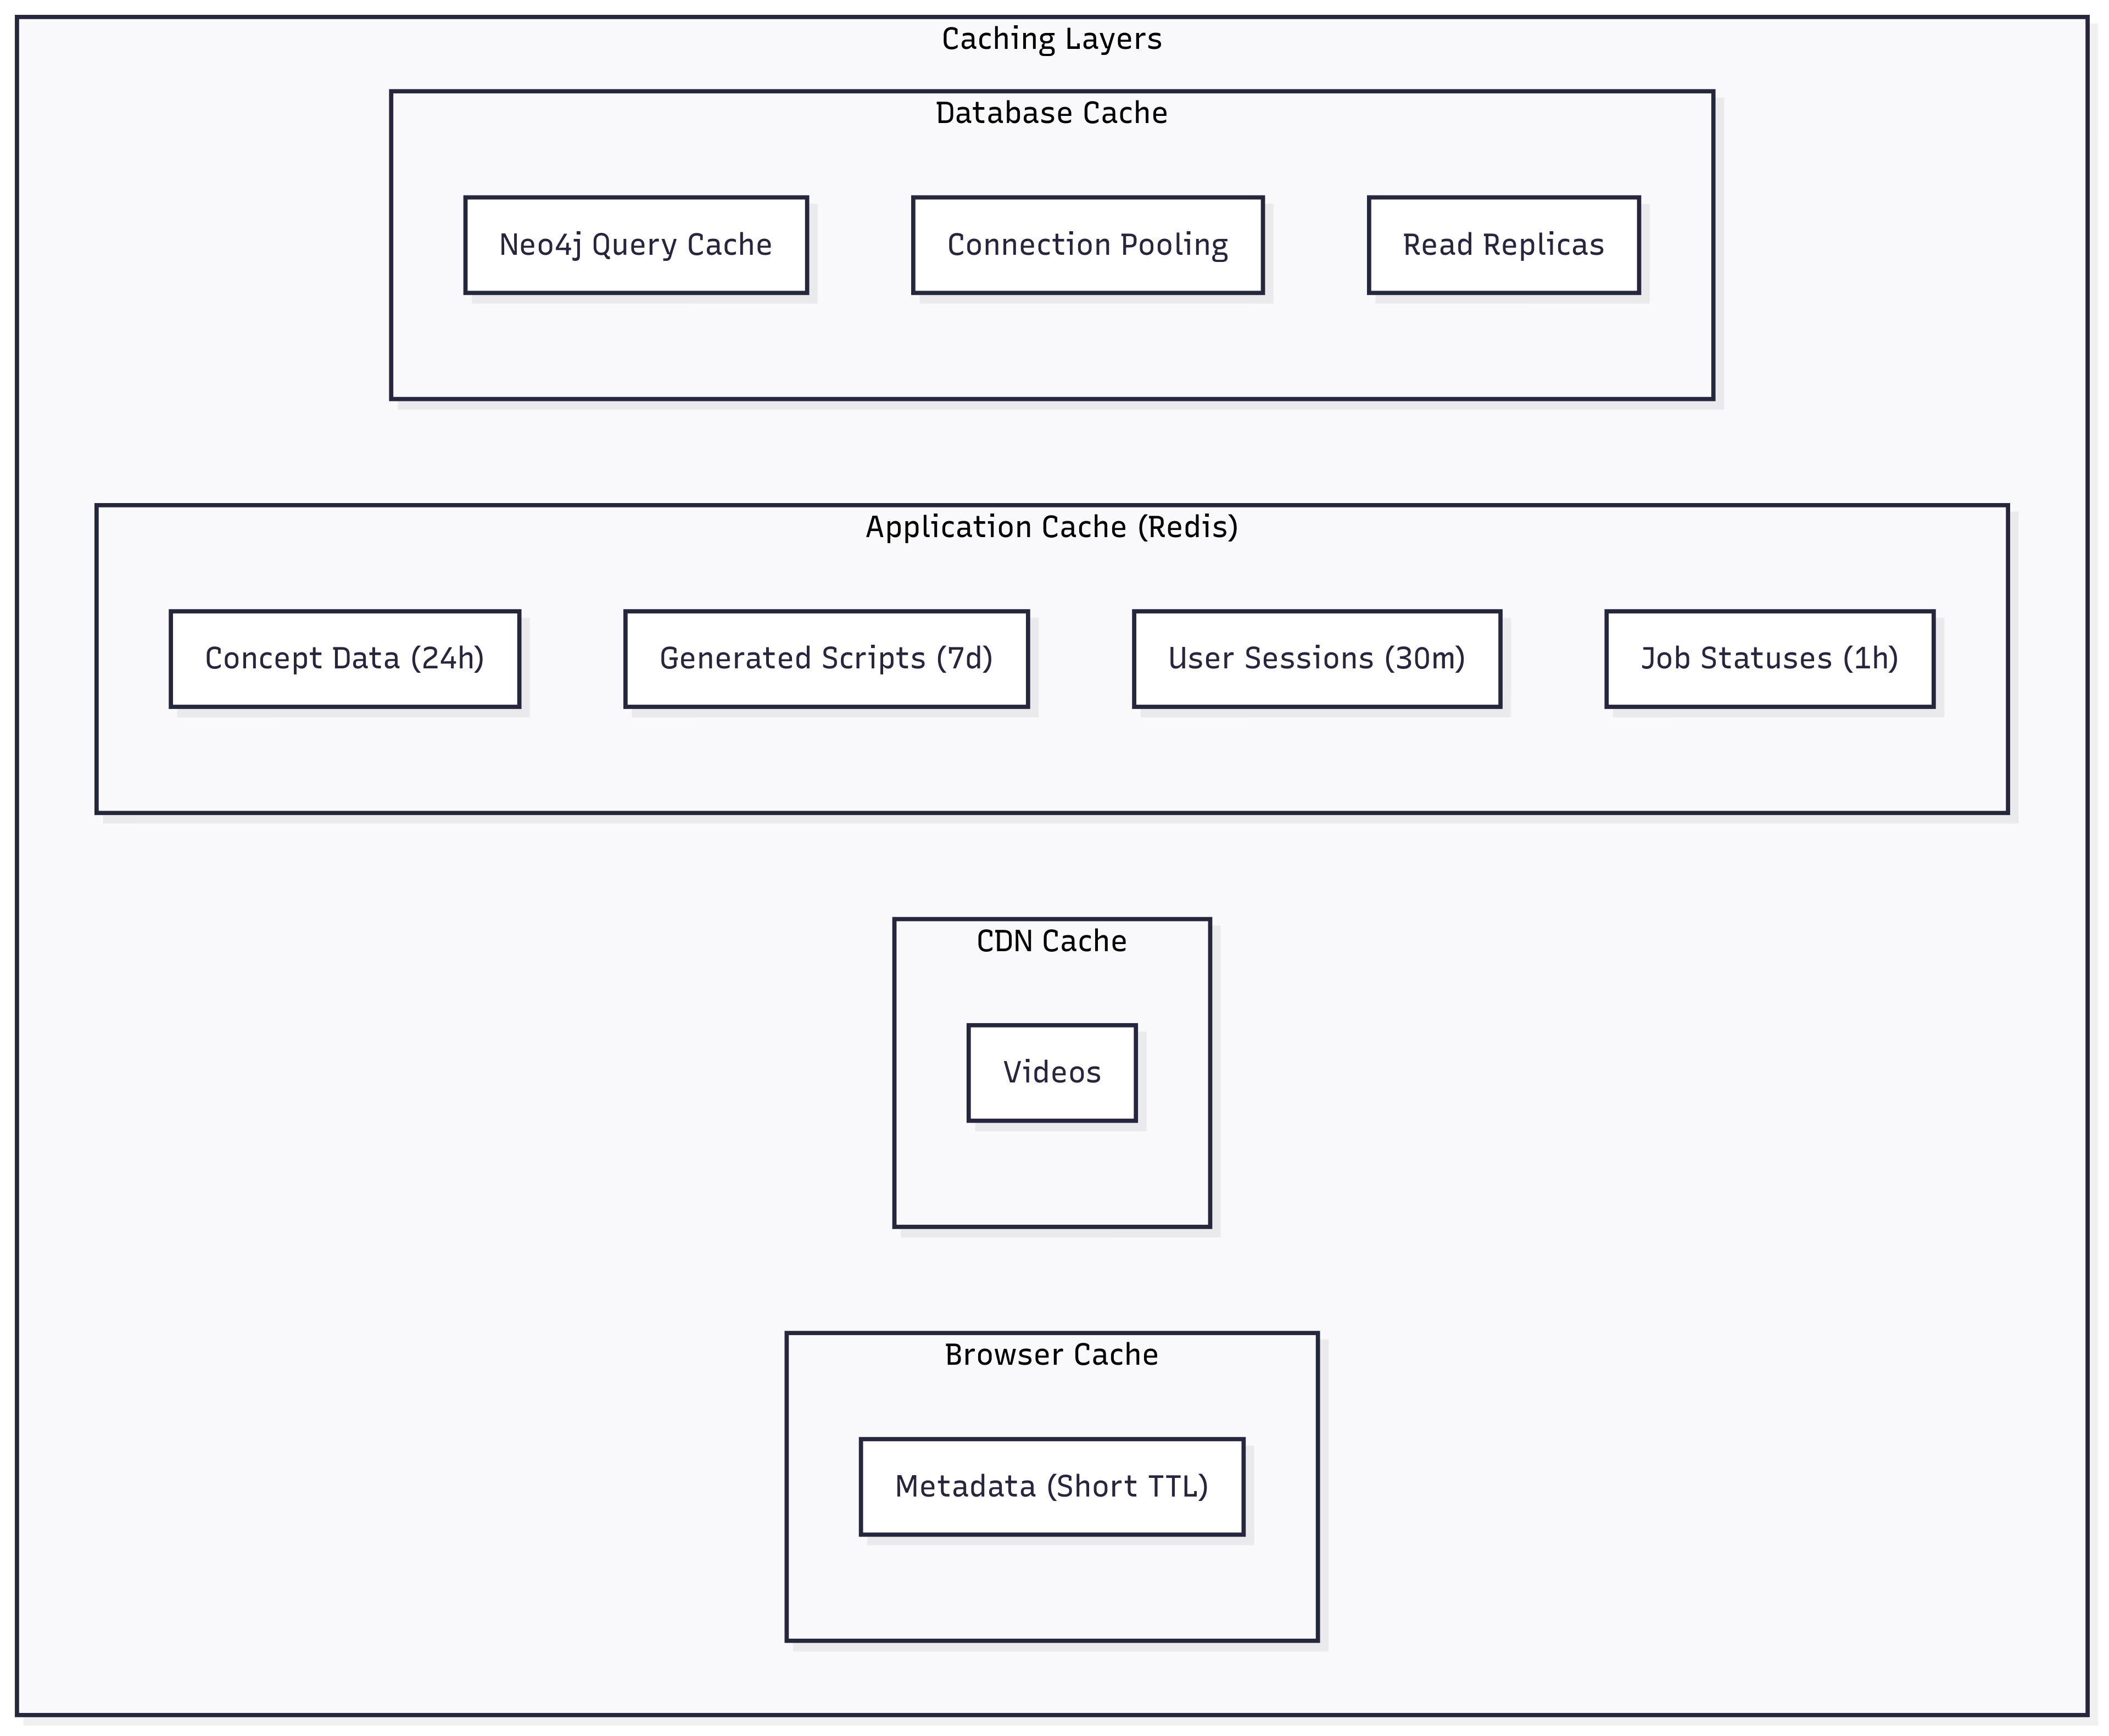 Caching Layers
Database Cache
Neo4j Query Cache
Connection Pooling
Read Replicas
Application Cache (Redis)
Concept Data (24h)
Generated Scripts (7d)
User Sessions (30m)
Job Statuses (1h)
CDN Cache
Videos
Browser Cache
Metadata (Short TTL)